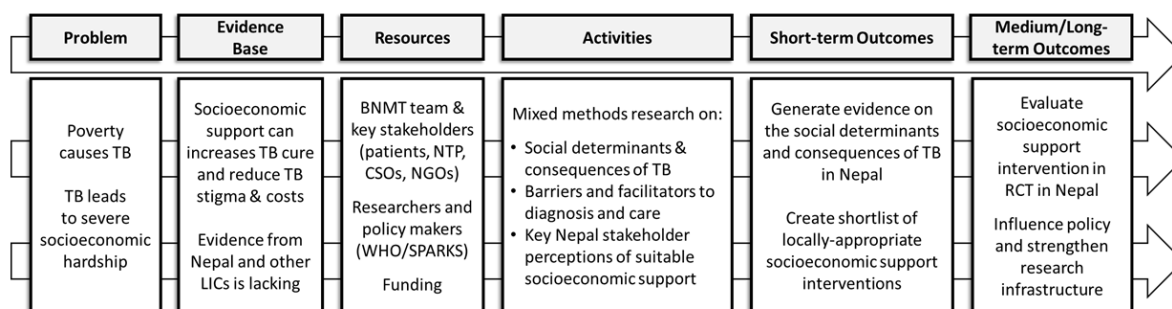 Problem
Evidence
Base
Resources
Activities
Short-term Outcomes
Medium/Long-
term Outcomes
Poverty
causes TB
TB leads
to severe
socioeconomic
hardship
Socioeconomic
support can
increases TB cure
and reduce TB
stigma & costs
Evidence from
Nepal and other
LICs is lacking
BNMT team &
key stakeholders
(patients, NTP,
CSOs, NGOs)
Researchers and
policy makers
(WHO/SPARKS)
Funding
Mixed methods research on:
• Social determinants &
consequences of TB
• Barriers and facilitators to
diagnosis and care
• Key Nepal stakeholder
perceptions of suitable
socioeconomic support
Generate evidence on
the social determinants
and consequences of TB
in Nepal
Create shortlist of
locally-appropriate
socioeconomic support
interventions
Evaluate
socioeconomic
support
intervention in
RCT in Nepal
Influence policy
and strengthen
research
infrastructure